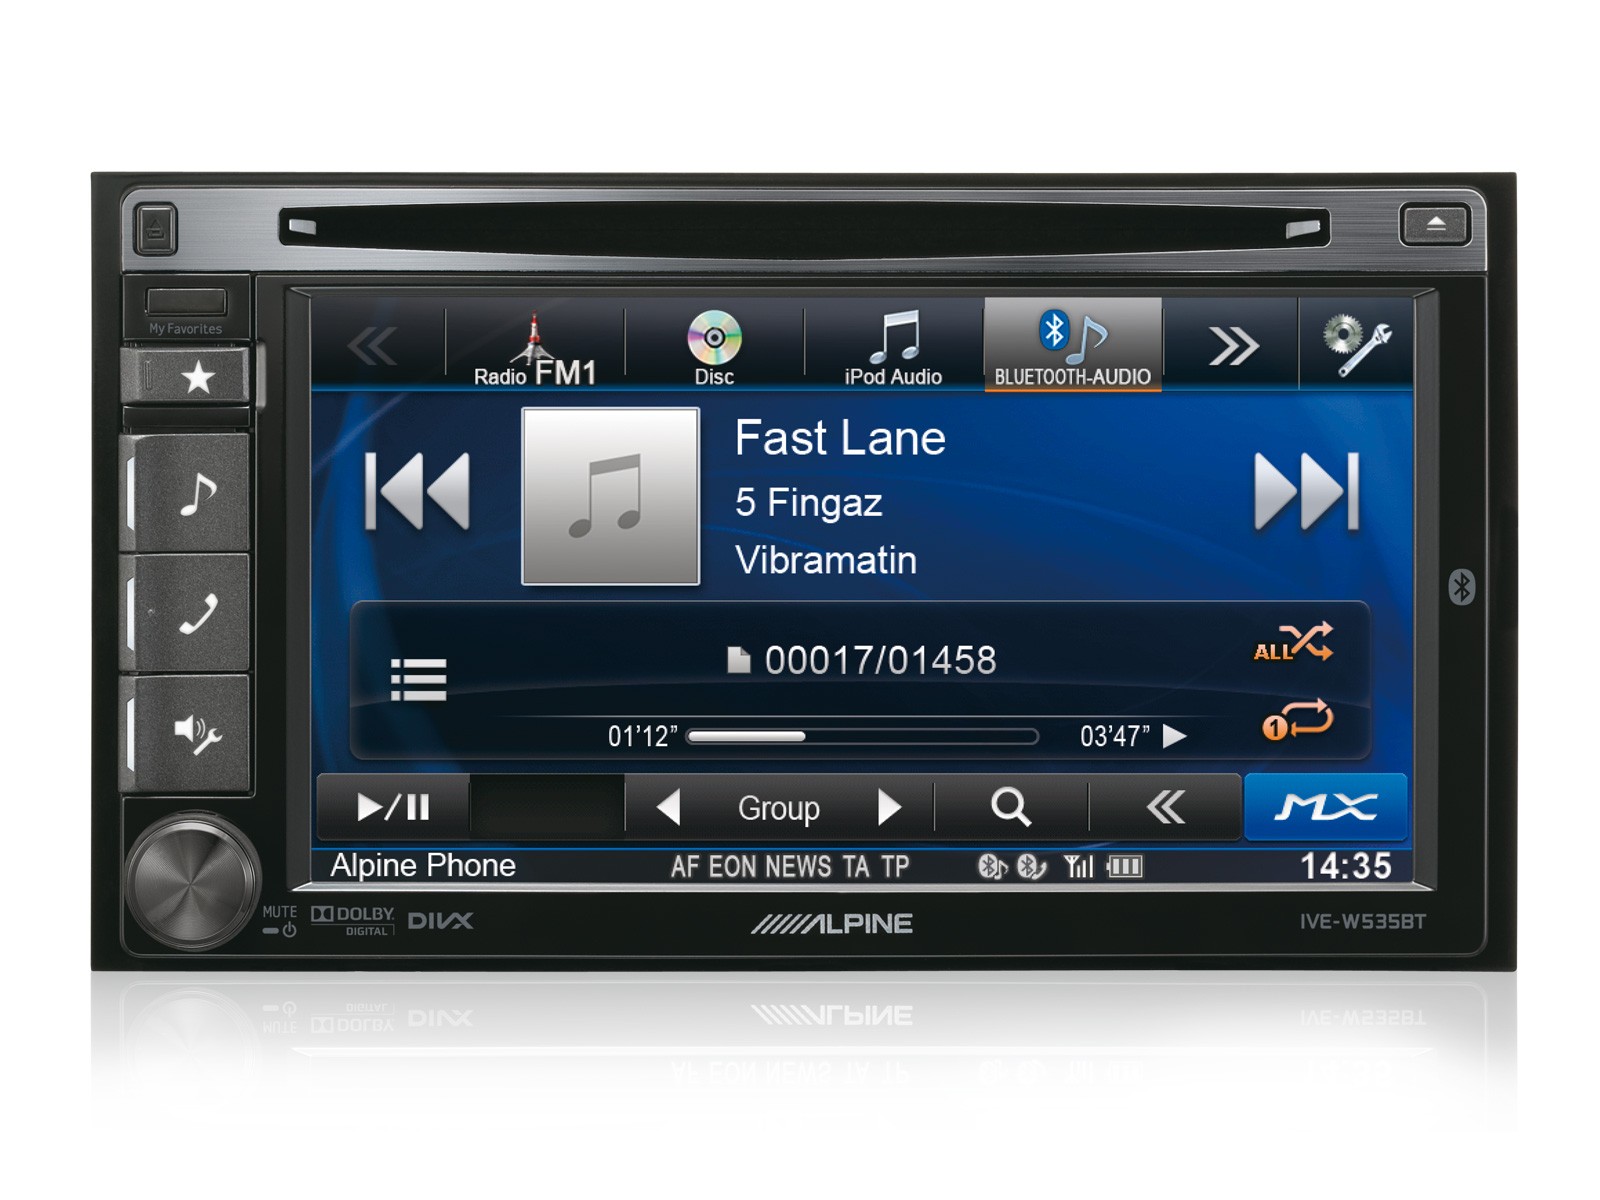 My Favorites
Radio FM1
Disc
iPod Audio
BLUETOOTH-AUDIO
Fast Lane
5 Fingaz
Vibramatin
00017/01458
ALL
01'12"
03'47"
1
Group
MX
Alpine Phone
AF EON NEWS TA TP
14:35
MUTE
DOLBY
DIGITAL
DIVX
ALPINE
IVE-W535BT